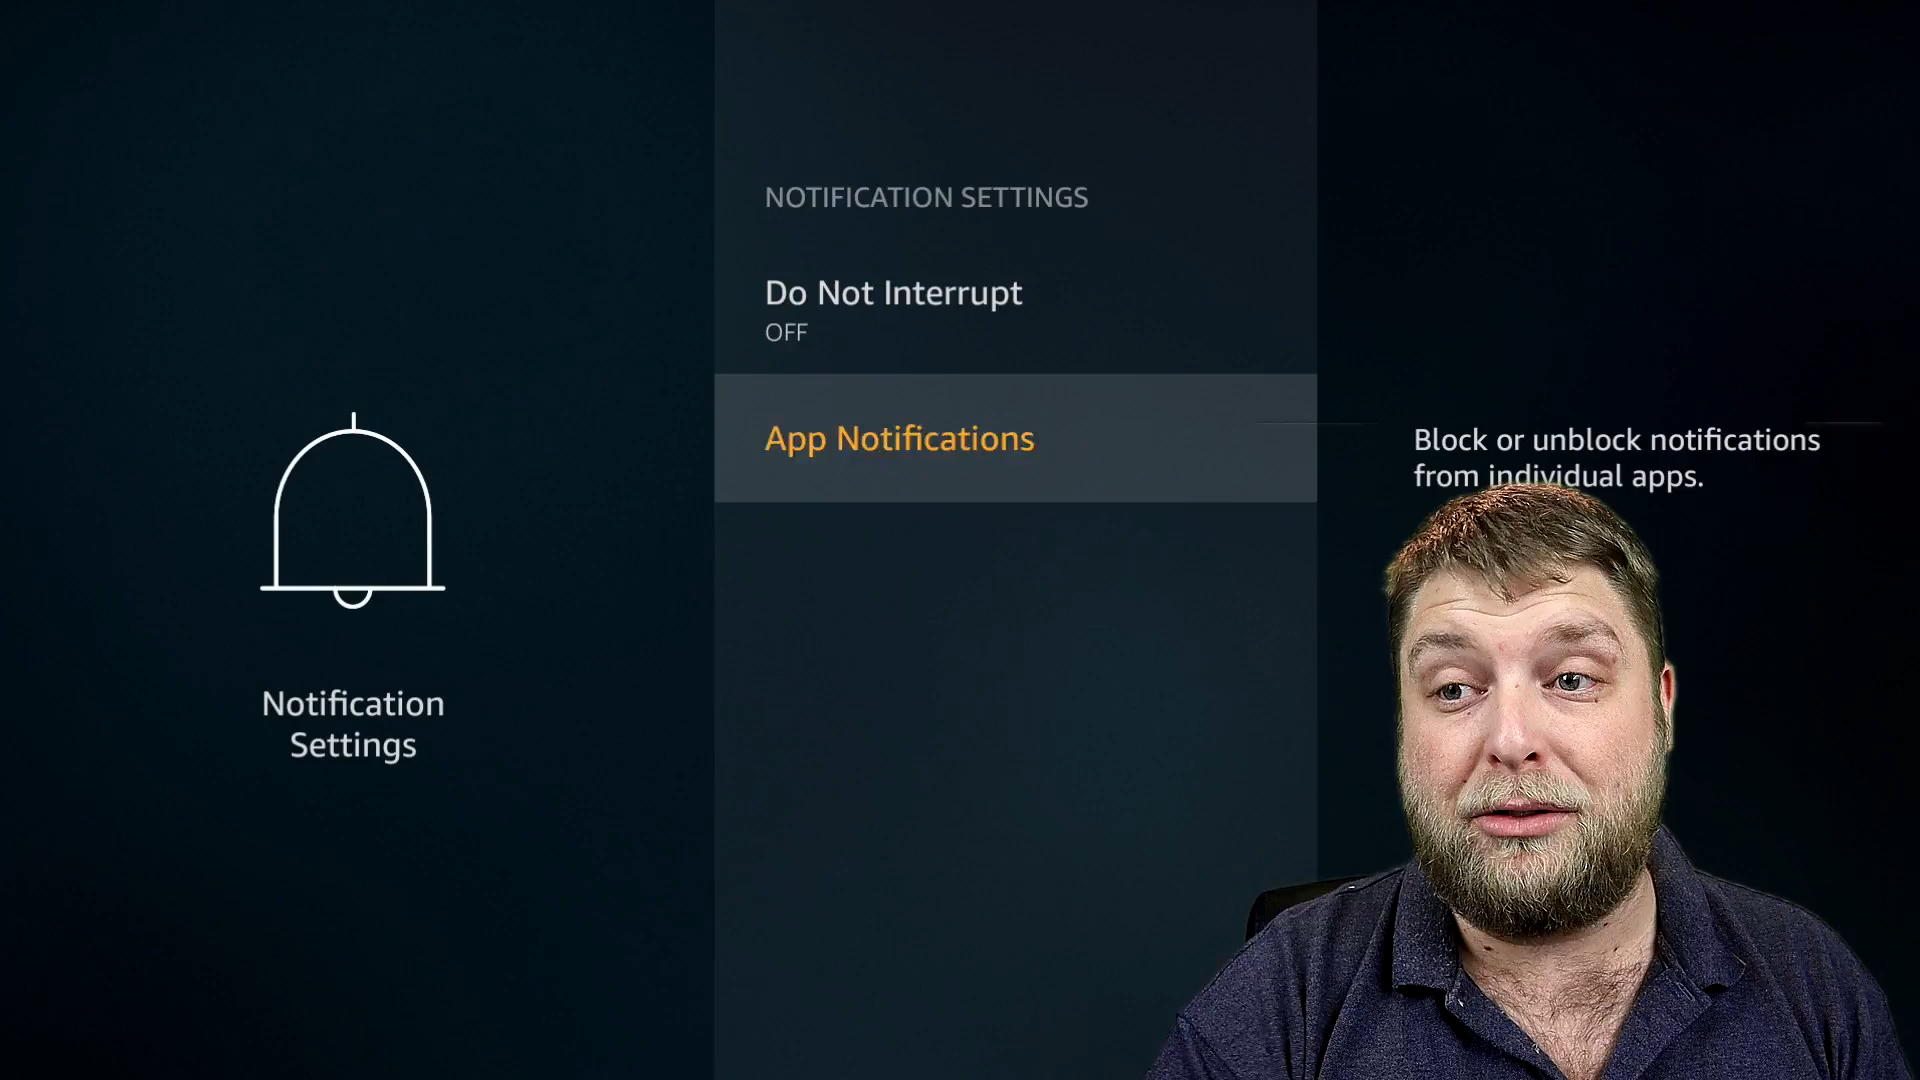 NOTIFICATION SETTINGS
Do Not Interrupt
OFF
App Notifications
Block or unblock notifications
from individual apps.
Notification
Settings